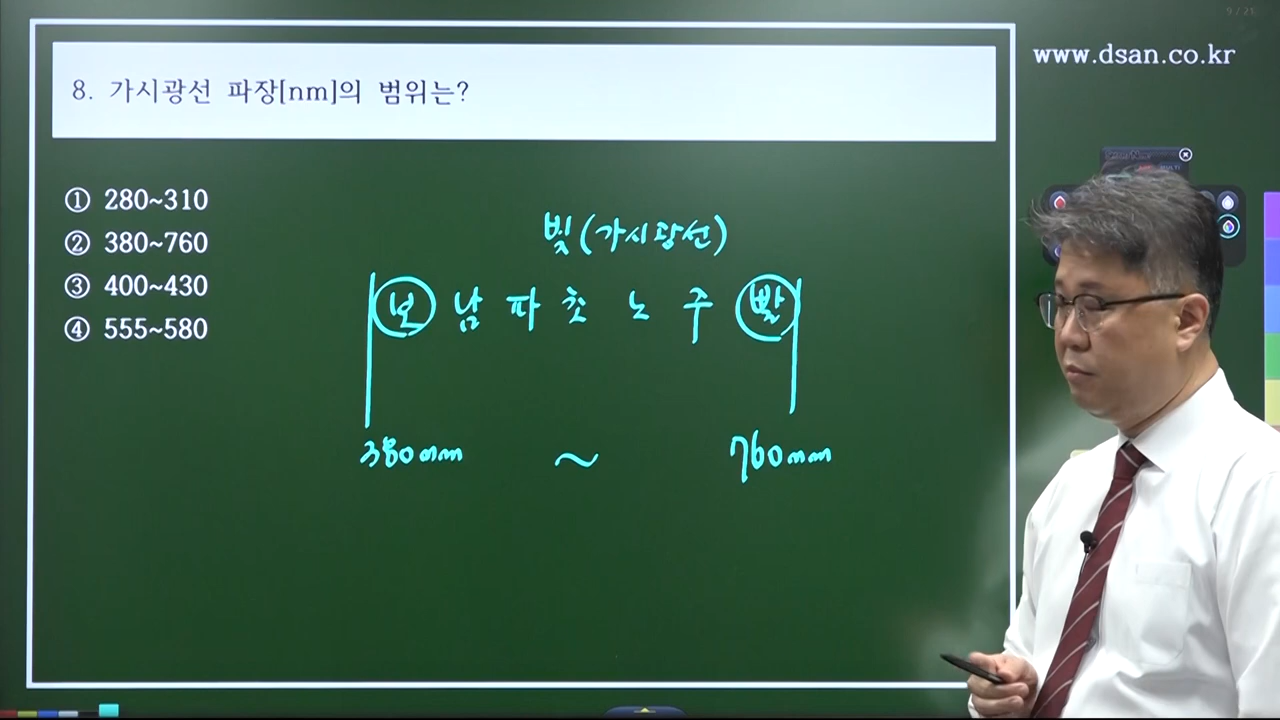 9 / 21
www.dsan.co.kr
8. 가시광선 파장[nm]의 범위는?
① 280~310
② 380~760
③ 400~430
④ 555~580
빛(가시광선)
보 남 파 초 노 주 빨
380nm ~ 760nm